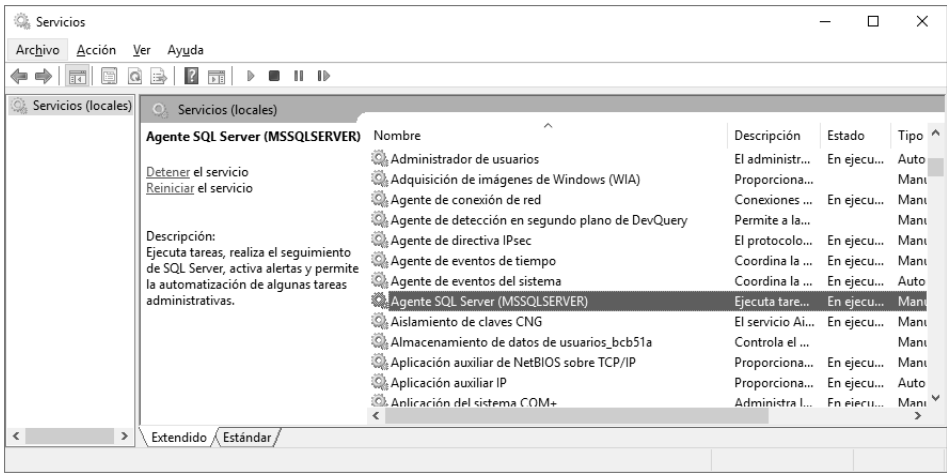 Servicios
Archivo Acción Ver Ayuda
Servicios (locales)
Servicios (locales)
Agente SQL Server (MSSQLSERVER)
Detener el servicio
Reiniciar el servicio
Descripción:
Ejecuta tareas, realiza el seguimiento
de SQL Server, activa alertas y permite
la automatización de algunas tareas
administrativas.
Nombre Descripción Estado Tipo
Administrador de usuarios El administr... En ejecu... Auto
Adquisición de imágenes de Windows (WIA) Proporciona... Manu
Agente de conexión de red Conexiones ... En ejecu... Manu
Agente de detección en segundo plano de DevQuery Permite a la... Manu
Agente de directiva IPsec El protocolo... En ejecu... Manu
Agente de eventos de tiempo Coordina la ... En ejecu... Manu
Agente de eventos del sistema Coordina la ... En ejecu... Auto
Agente SQL Server (MSSQLSERVER) Ejecuta tare... En ejecu... Manu
Aislamiento de claves CNG El servicio Ai... En ejecu... Manu
Almacenamiento de datos de usuarios_bcb51a Controla el ... Manu
Aplicación auxiliar de NetBIOS sobre TCP/IP Proporciona... En ejecu... Manu
Aplicación auxiliar IP Proporciona... En ejecu... Auto
Aplicación del sistema COM+ Administra l... En ejecu... Manu
Extendido Estándar